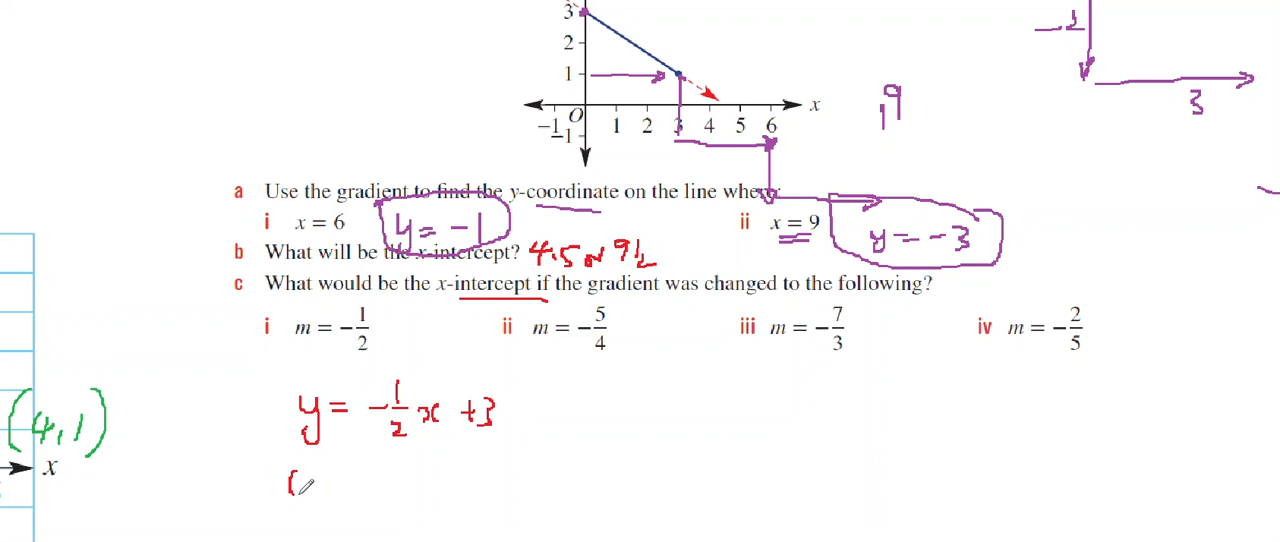 3
2
1
−1 O 1 2 3 4 5 6 x
−1
−2
3
, 9
a Use the gradient to find the y-coordinate on the line where:
i x = 6 y = −1 ii x = 9 y = −3
b What will be the x-intercept? 4.5 or 9/2
c What would be the x-intercept if the gradient was changed to the following?
i m = −1/2 ii m = −5/4 iii m = −7/3 iv m = −2/5
y = −1/2 x + 3
(4,1)
x
(